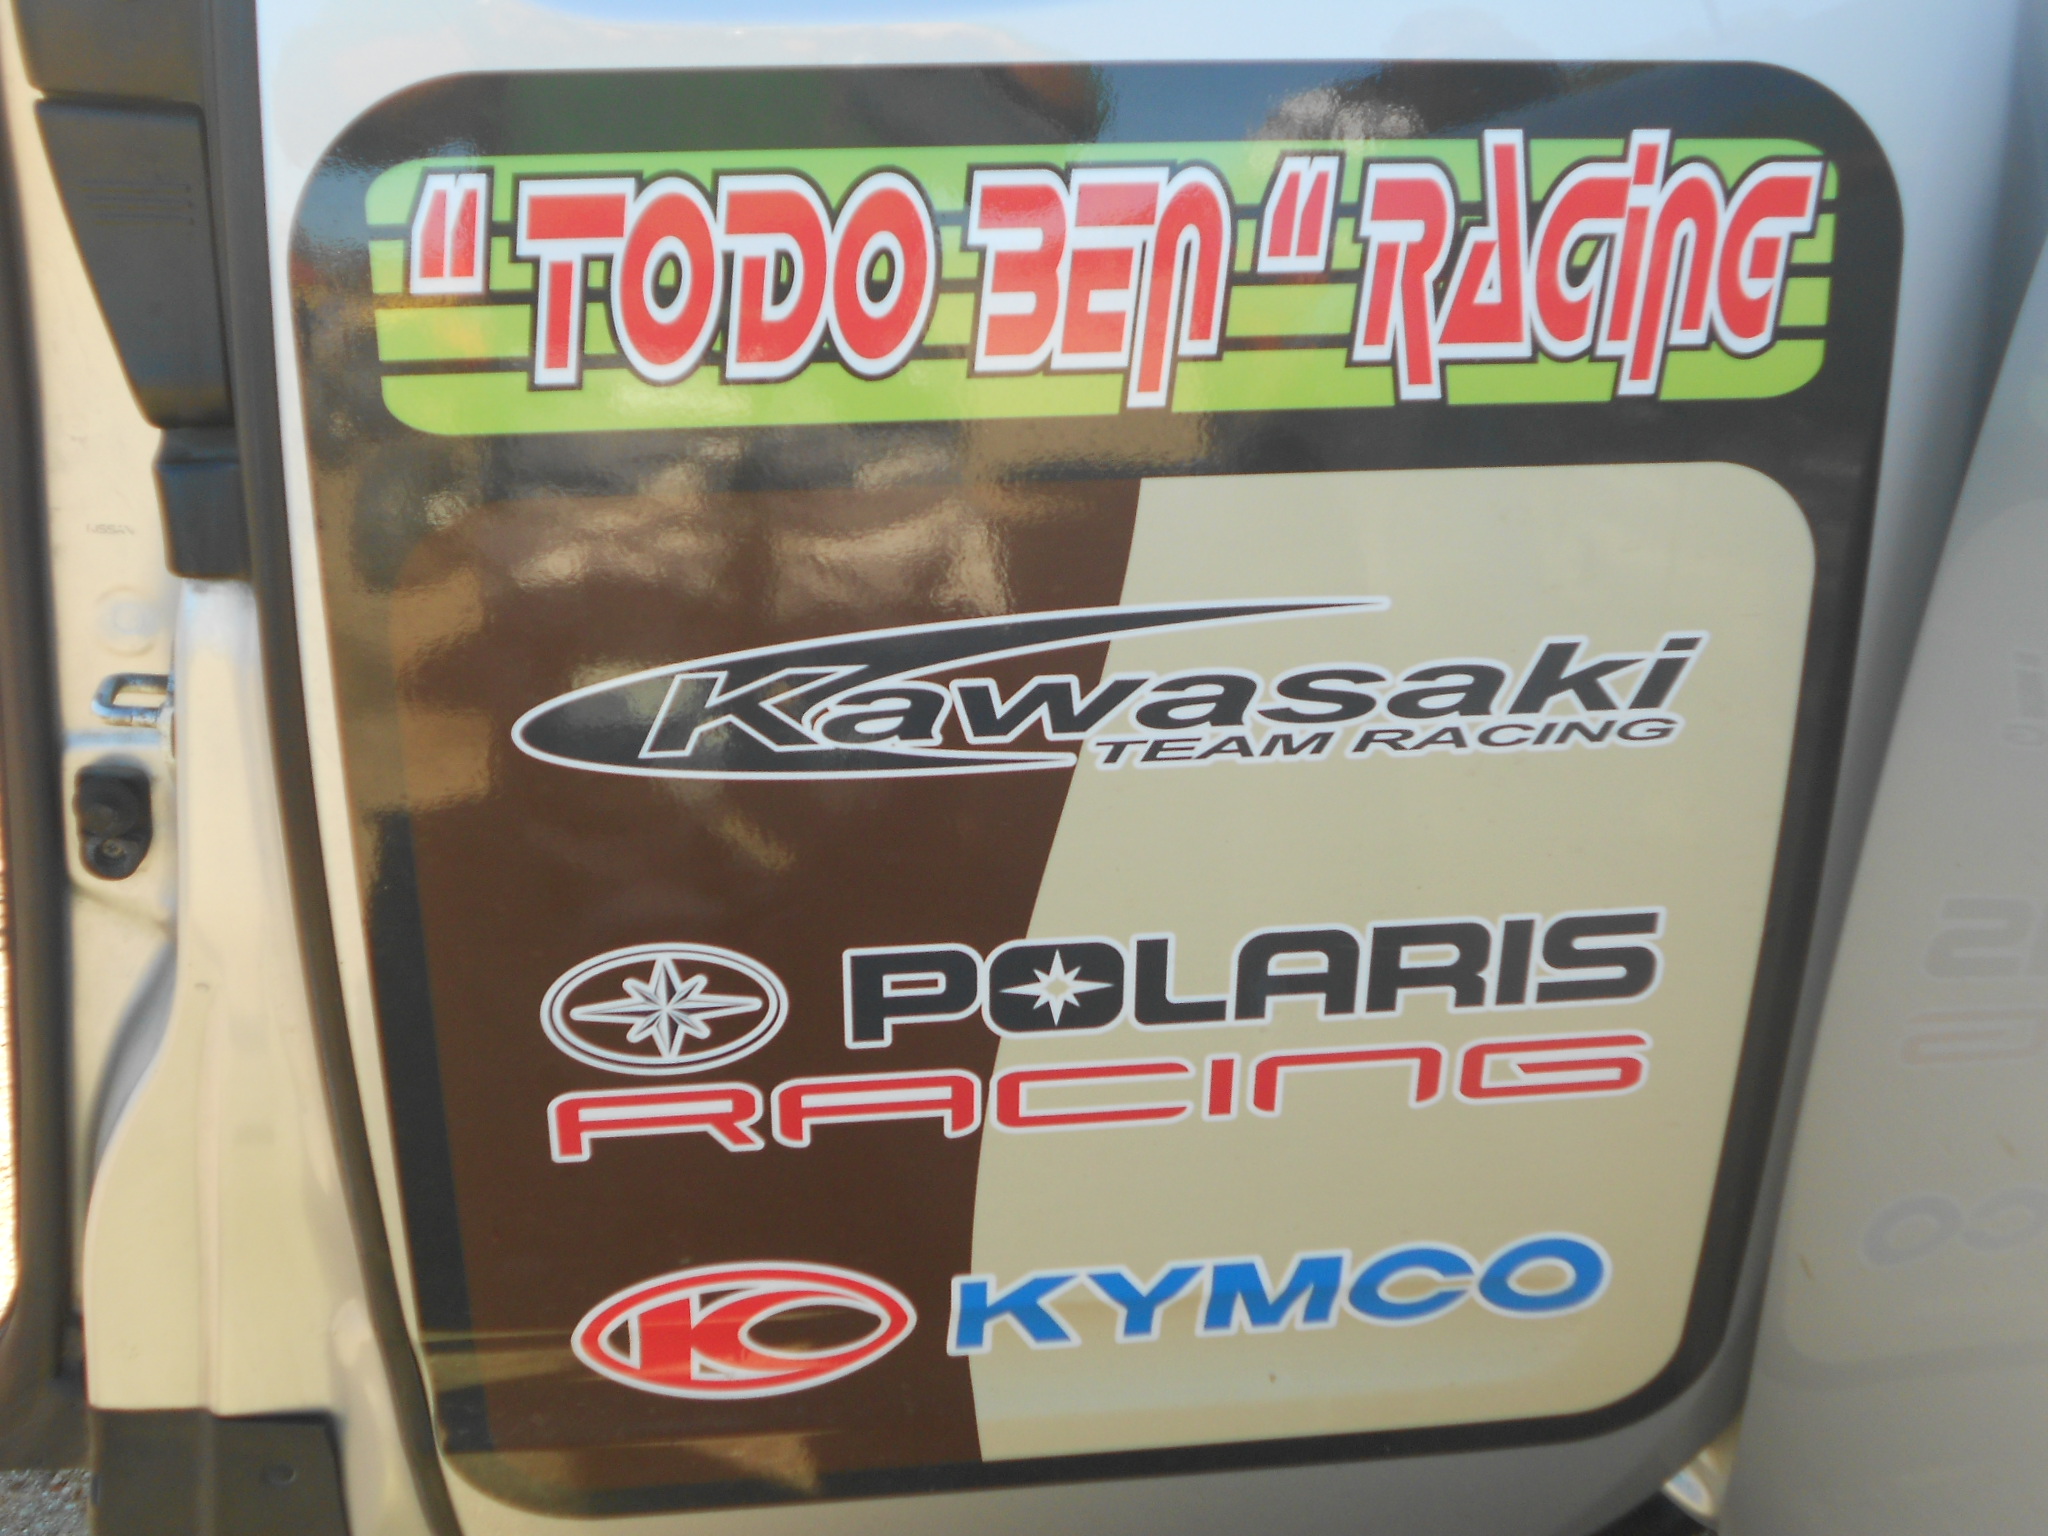 "TODO BEN" RACING
Kawasaki
TEAM RACING
POLARIS
RACING
KYMCO